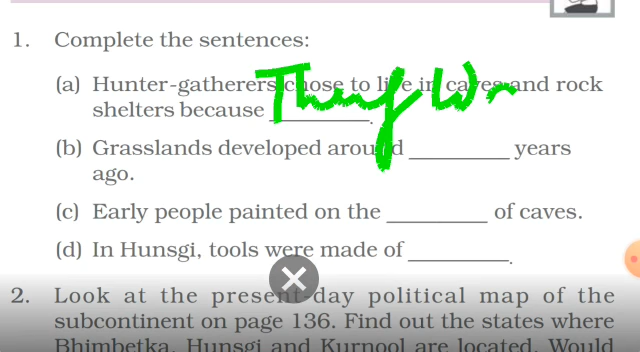 1. Complete the sentences:
(a) Hunter-gatherers chose to live in caves and rock
shelters because ________.
(b) Grasslands developed around ________ years
ago.
(c) Early people painted on the ________ of caves.
(d) In Hunsgi, tools were made of ________.
2. Look at the present-day political map of the
subcontinent on page 136. Find out the states where
Bhimbetka, Hunsgi and Kurnool are located. Would